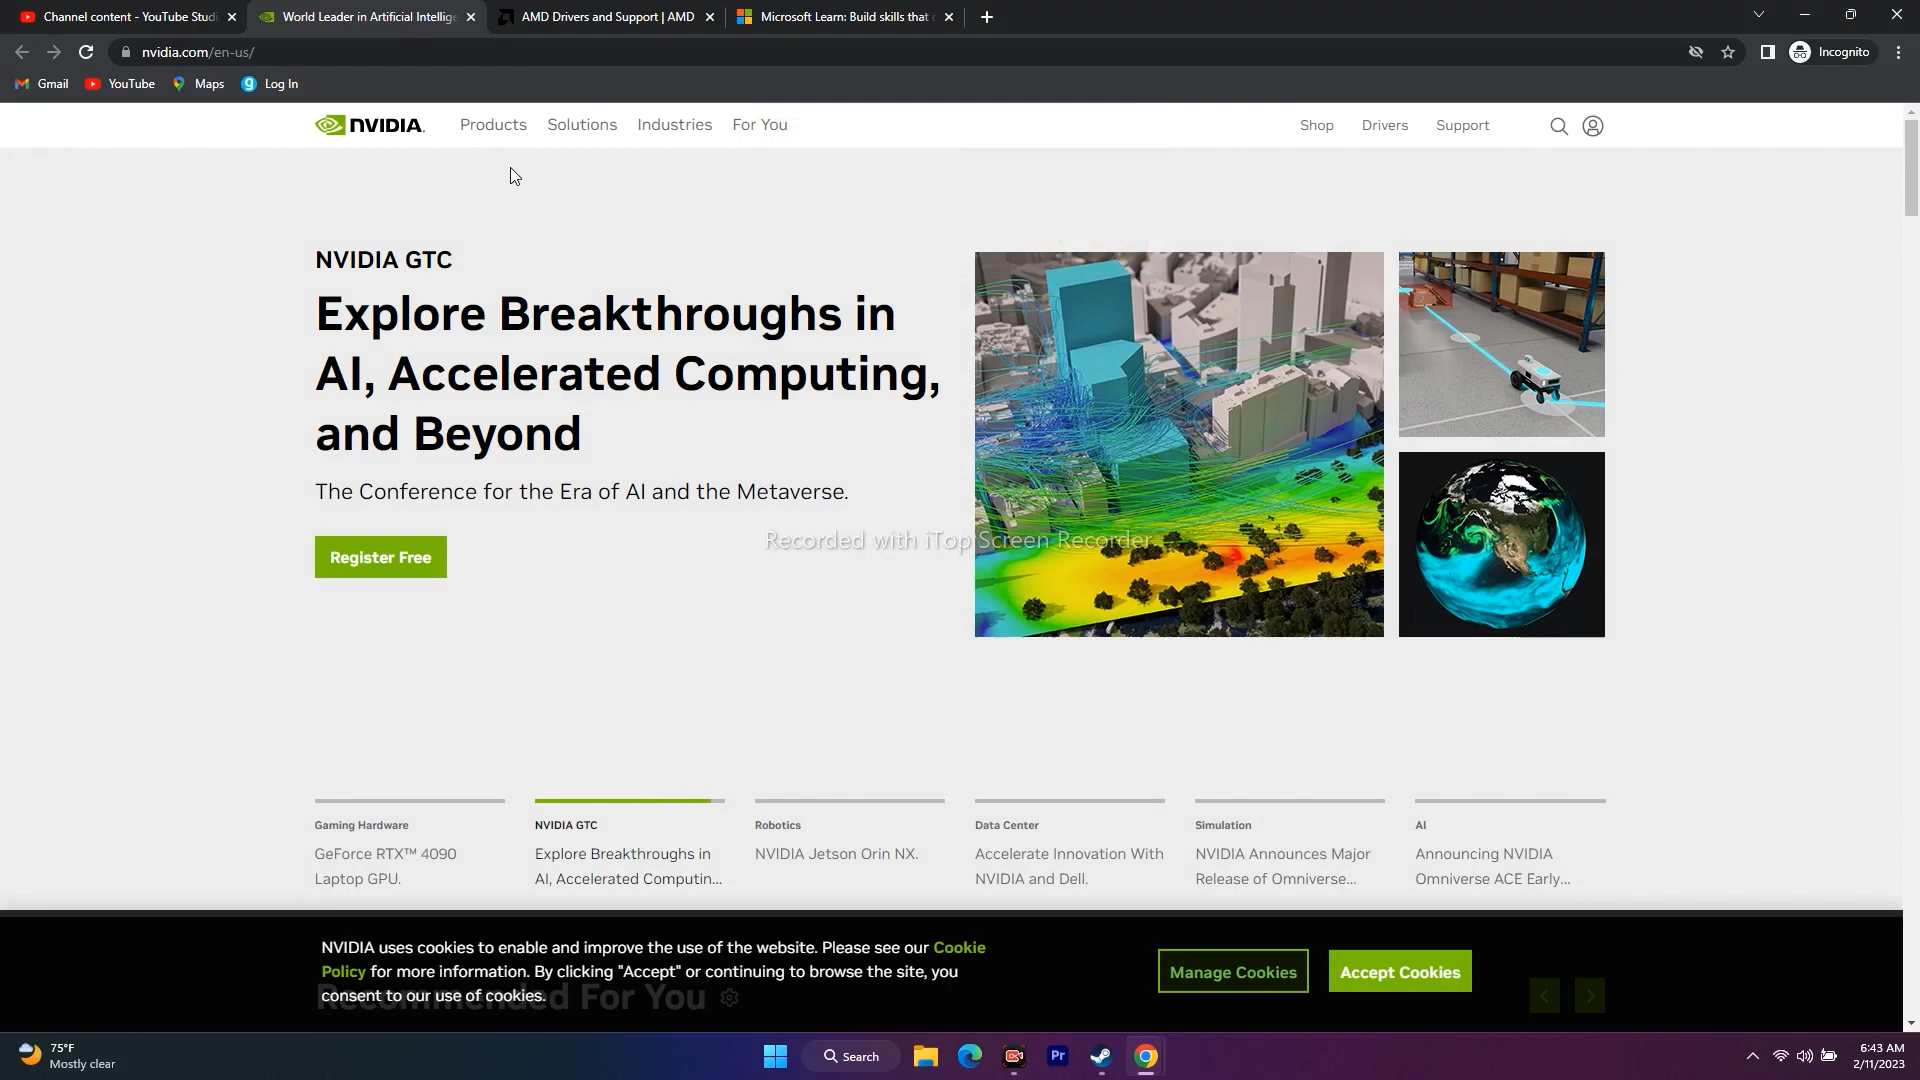 Channel content - YouTube Studi
World Leader in Artificial Intellige
AMD Drivers and Support | AMD
Microsoft Learn: Build skills that
nvidia.com/en-us/
Incognito
Gmail
YouTube
Maps
Log In
NVIDIA.
Products
Solutions
Industries
For You
Shop
Drivers
Support
NVIDIA GTC
Explore Breakthroughs in
AI, Accelerated Computing,
and Beyond
The Conference for the Era of AI and the Metaverse.
Register Free
Recorded with iTop Screen Recorder
Gaming Hardware
GeForce RTX™ 4090
Laptop GPU.
NVIDIA GTC
Explore Breakthroughs in
AI, Accelerated Computin...
Robotics
NVIDIA Jetson Orin NX.
Data Center
Accelerate Innovation With
NVIDIA and Dell.
Simulation
NVIDIA Announces Major
Release of Omniverse...
AI
Announcing NVIDIA
Omniverse ACE Early...
NVIDIA uses cookies to enable and improve the use of the website. Please see our Cookie
Policy for more information. By clicking "Accept" or continuing to browse the site, you
consent to our use of cookies.
Manage Cookies
Accept Cookies
Recommended For You
75°F
Mostly clear
Search
Pr
6:43 AM
2/11/2023